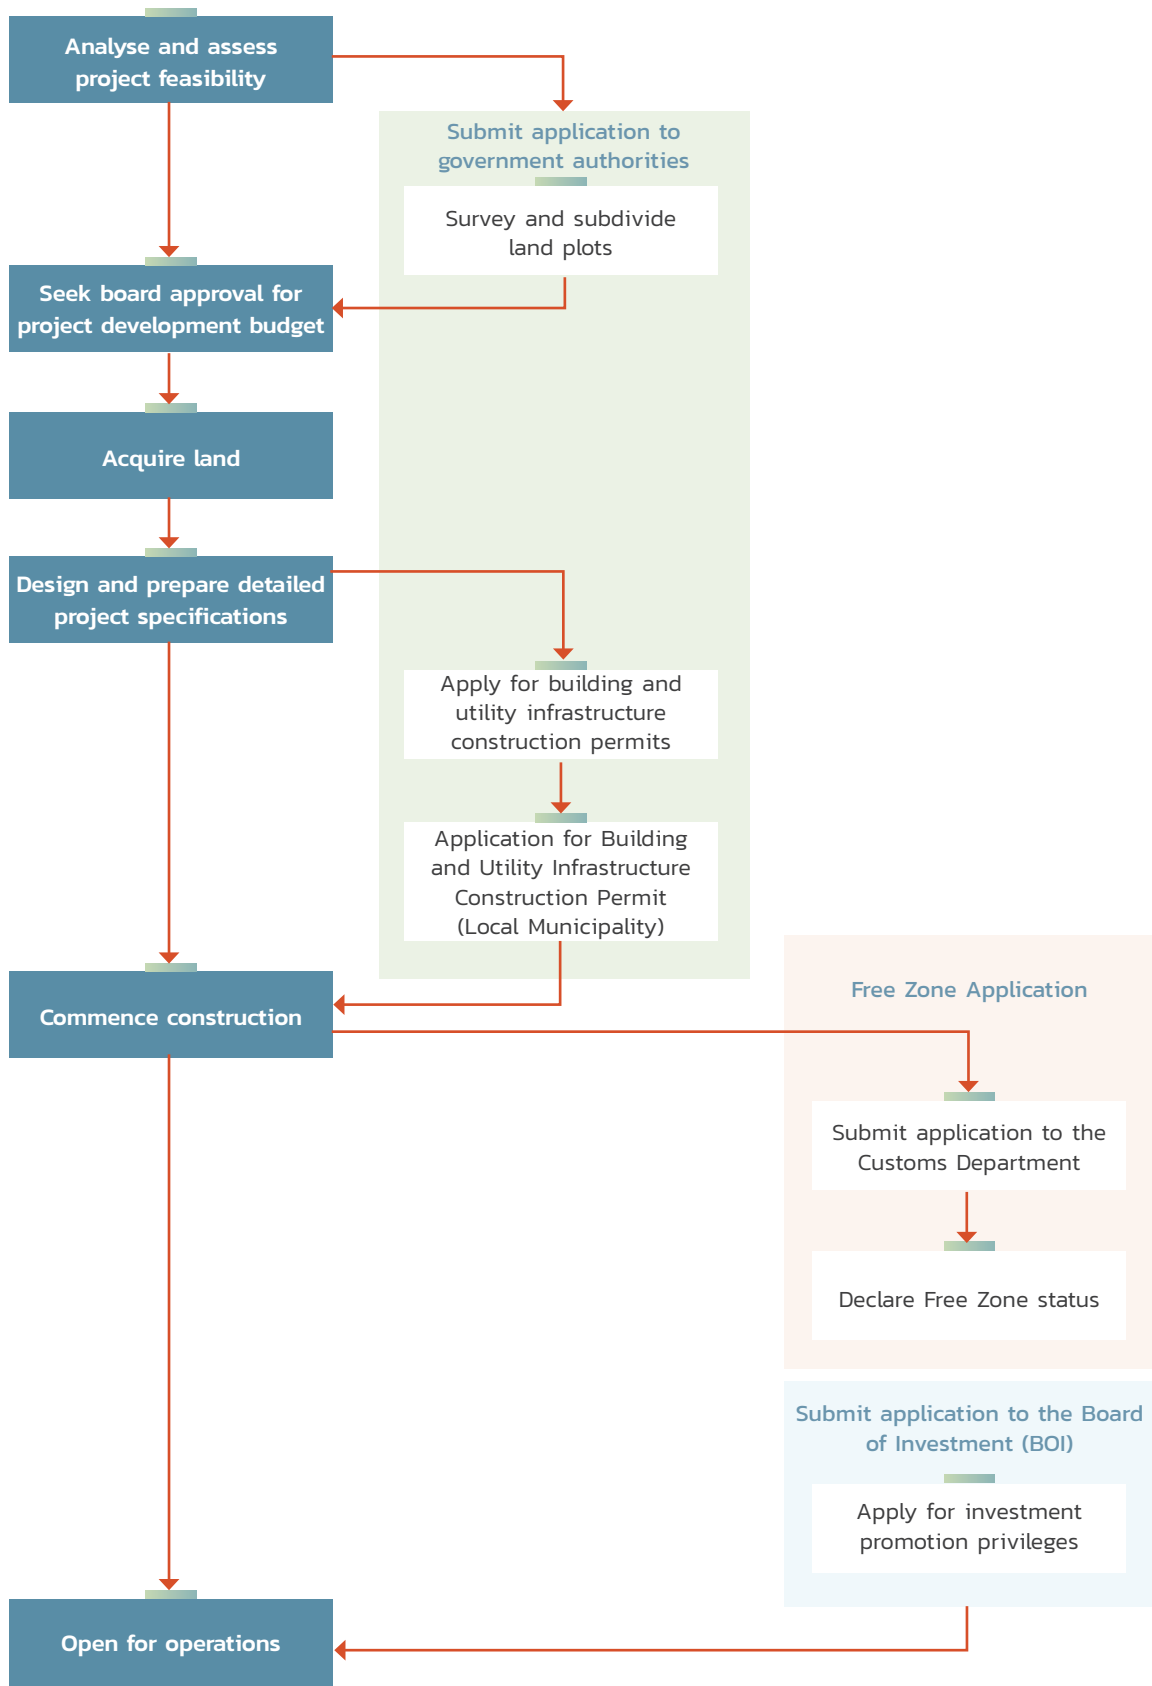 Analyse and assess
project feasibility
Submit application to
government authorities
Survey and subdivide
land plots
Seek board approval for
project development budget
Acquire land
Design and prepare detailed
project specifications
Apply for building and
utility infrastructure
construction permits
Application for Building
and Utility Infrastructure
Construction Permit
(Local Municipality)
Commence construction
Free Zone Application
Submit application to the
Customs Department
Declare Free Zone status
Submit application to the Board
of Investment (BOI)
Apply for investment
promotion privileges
Open for operations